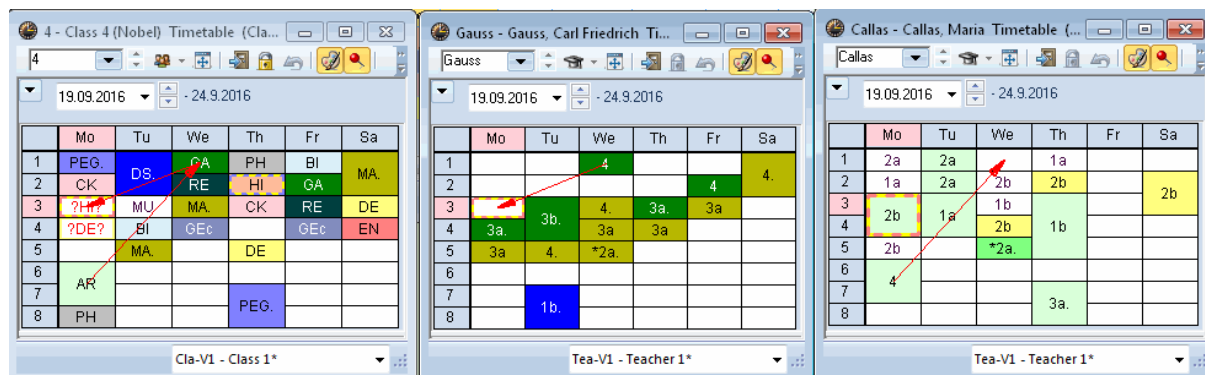 4 - Class 4 (Nobel) Timetable (Cla...
4
19.09.2016 - 24.9.2016
Mo Tu We Th Fr Sa
1 PEG. DS. GA PH BI MA.
2 CK RE HI GA
3 ?HI? MU MA. CK RE DE
4 ?DE? BI GEc GEc EN
5 MA. DE
6 AR
7 PEG.
8 PH
Cla-V1 - Class 1*
Gauss - Gauss, Carl Friedrich Ti...
Gauss
19.09.2016 - 24.9.2016
Mo Tu We Th Fr Sa
1 4 4.
2 4
3 3b. 4. 3a. 3a
4 3a. 3a 3a
5 3a 4. *2a.
6
7 1b.
8
Tea-V1 - Teacher 1*
Callas - Callas, Maria Timetable (...
Callas
19.09.2016 - 24.9.2016
Mo Tu We Th Fr Sa
1 2a 2a 1a
2 1a 2a 2b 2b 2b
3 2b 1a 1b 1b
4 2b
5 2b *2a.
6 4
7 3a.
8
Tea-V1 - Teacher 1*